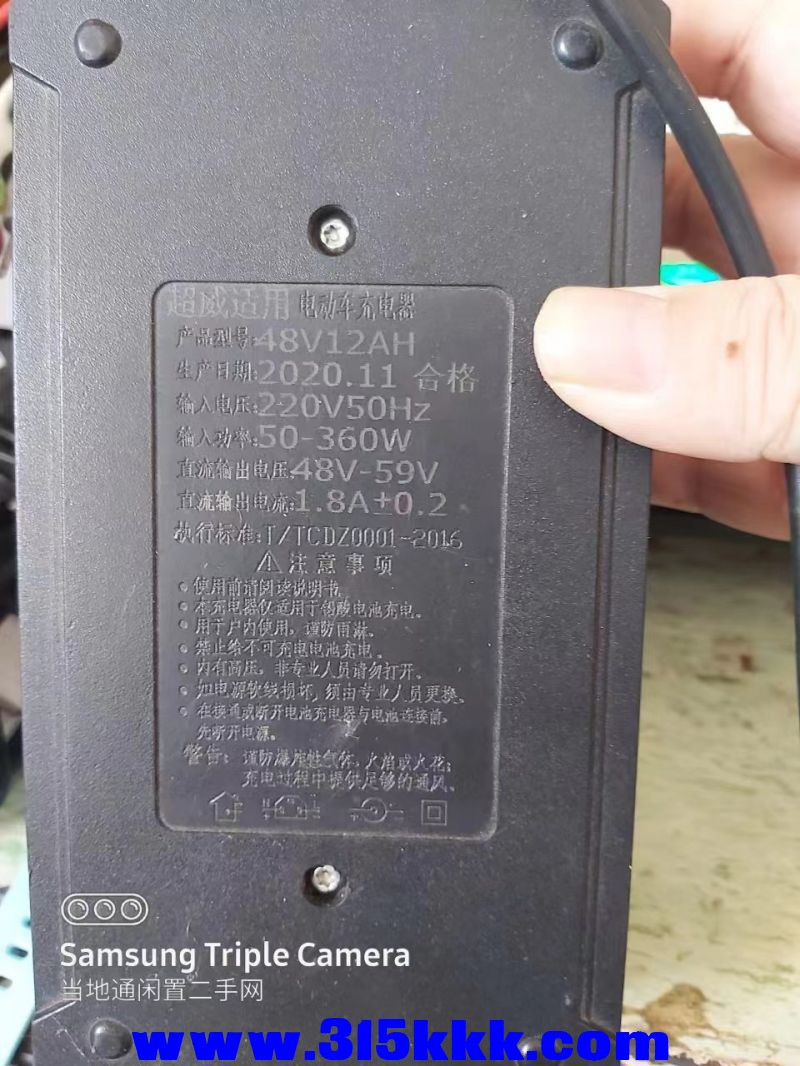 超威适用 电动车充电器
产品型号:48V12AH
生产日期:2020.11 合格
输入电压:220V50Hz
输入功率:50-360W
直流输出电压:48V-59V
直流输出电流:1.8A±0.2
执行标准:T/TCDZ0001-2016
⚠注意事项
• 使用前请阅读说明书
• 本充电器仅适用于铅酸电池充电。
• 用于户内使用，谨防雨淋。
• 禁止给不可充电电池充电。
• 内有高压，非专业人员请勿打开。
• 如电源软线损坏，须由专业人员更换。
• 在接通或断开电池充电器与电池连接前，
先断开电源。
警告：谨防爆炸性气体，火焰或火花；
充电过程中提供足够的通风、
Samsung Triple Camera
当地通闲置二手网
www.315kkk.com